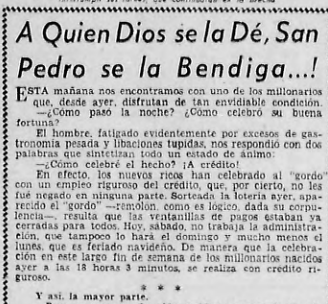 A Quien Dios se la Dé, San
Pedro se la Bendiga...!
ESTA mañana nos encontramos con uno de los millonarios
que, desde ayer, disfrutan de tan envidiable condición.
—¿Cómo pasó la noche? ¿Cómo celebró su buena
fortuna?
El hombre, fatigado evidentemente por excesos de gas-
tronomía pesada y libaciones tupidas, nos respondió con dos
palabras que sintetizan todo un estado de ánimo:
—¿Cómo celebré el hecho? ¡A crédito!
En efecto, los nuevos ricos han celebrado al "gordo"
con un empleo riguroso del crédito, que, por cierto, no les
fué negado en ninguna parte. Sorteada la lotería ayer, apa-
recido el "gordo" —remolón como es lógico, dada su corpu-
lencia—, resulta que las ventanillas de pagos estaban ya
cerradas para todos. Hoy, sábado, no trabaja la administra-
ción, que tampoco lo hará el domingo y mucho menos el
lunes, que es feriado navideño. De manera que la celebra-
ción en este largo fin de semana de los millonarios nacidos
ayer a las 18 horas 3 minutos, se realiza con crédito ri-
guroso.
* * *
Y así, la mayor parte.